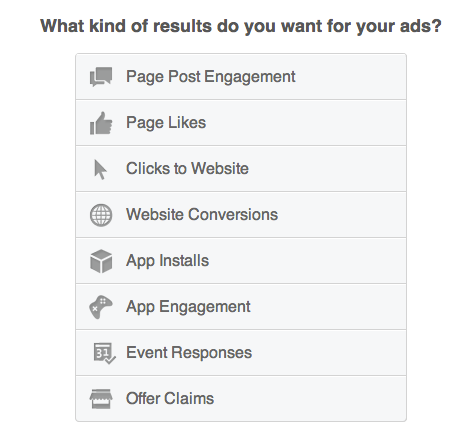 What kind of results do you want for your ads?
Page Post Engagement
Page Likes
Clicks to Website
Website Conversions
App Installs
App Engagement
31
Event Responses
Offer Claims